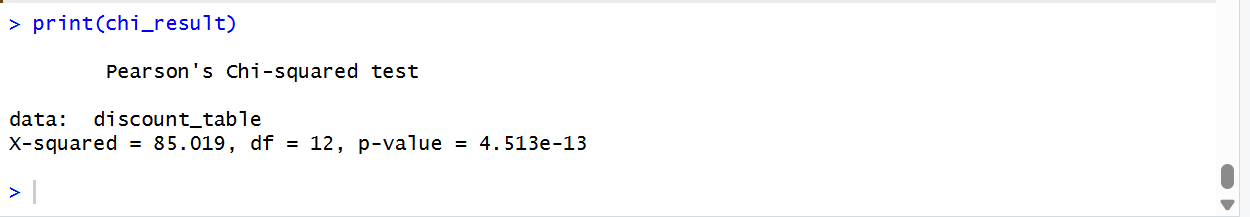 > print(chi_result)
Pearson's Chi-squared test
data:  discount_table
X-squared = 85.019, df = 12, p-value = 4.513e-13
>